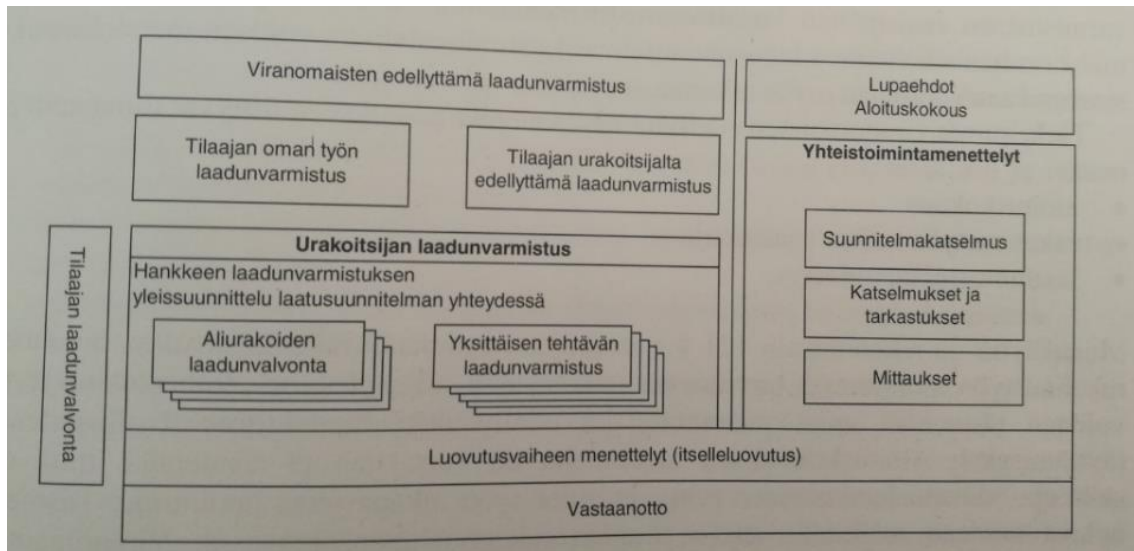 Viranomaisten edellyttämä laadunvarmistus
Lupaehdot
Aloituskokous
Tilaajan oman työn
laadunvarmistus
Tilaajan urakoitsijalta
edellyttämä laadunvarmistus
Yhteistoimintamenettelyt
Suunnitelmakatselmus
Katselmukset ja
tarkastukset
Mittaukset
Tilaajan laadunvalvonta
Urakoitsijan laadunvarmistus
Hankkeen laadunvarmistuksen
yleissuunnittelu laatusuunnitelman yhteydessä
Aliurakoiden
laadunvalvonta
Yksittäisen tehtävän
laadunvarmistus
Luovutusvaiheen menettelyt (itselleluovutus)
Vastaanotto